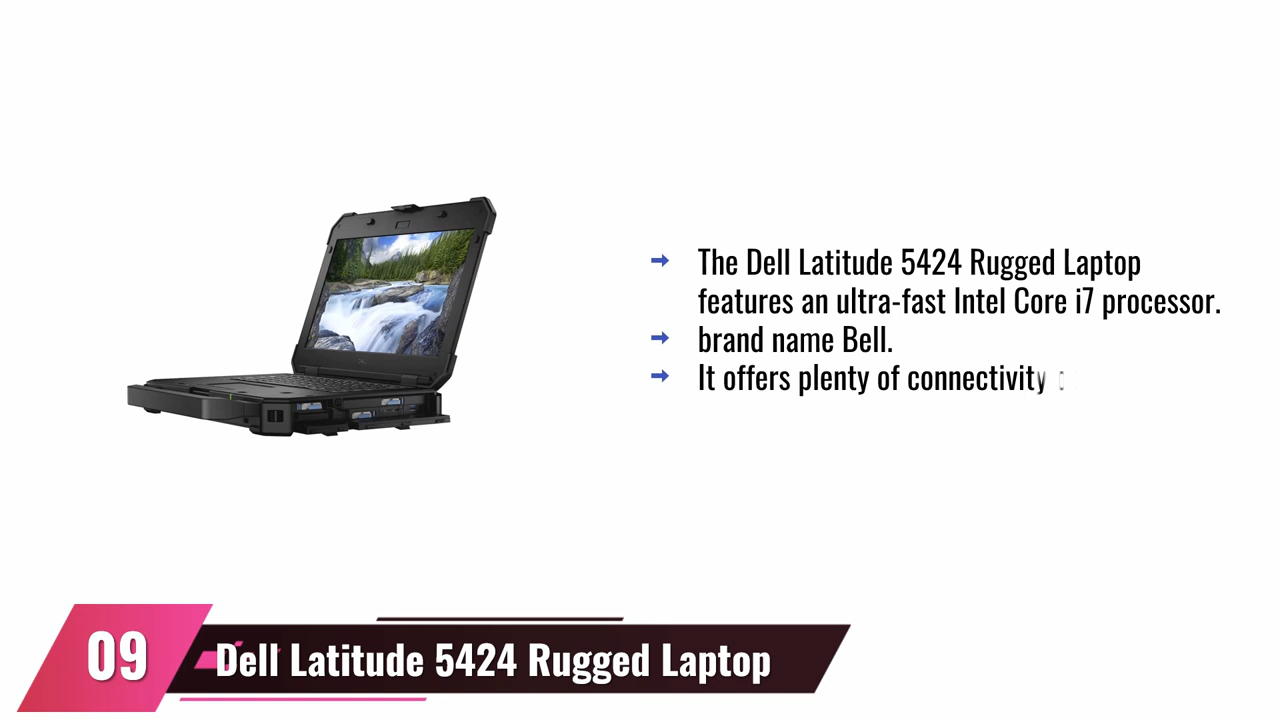 The Dell Latitude 5424 Rugged Laptop
features an ultra-fast Intel Core i7 processor.
brand name Bell.
It offers plenty of connectivity
09
Dell Latitude 5424 Rugged Laptop